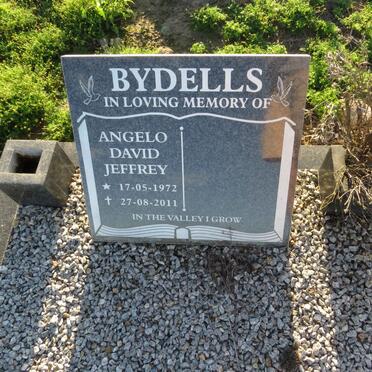 BYDELLS
IN LOVING MEMORY OF
ANGELO
DAVID
JEFFREY
★ 17-05-1972
✝ 27-08-2011
IN THE VALLEY I GROW